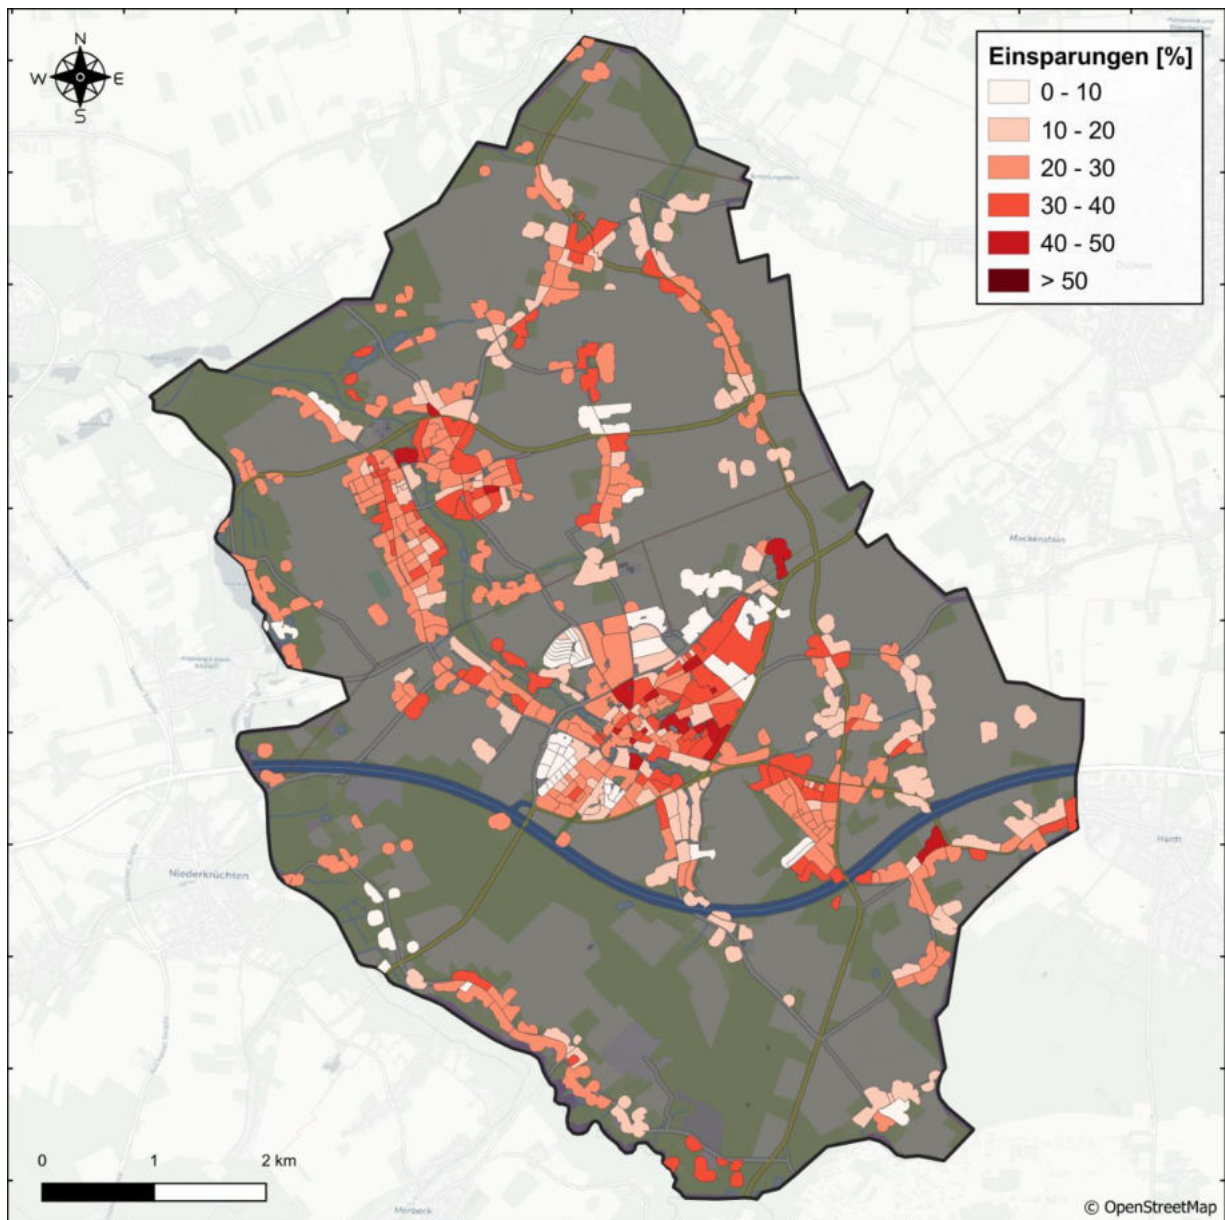 N
W E
S
Einsparungen [%]
0 - 10
10 - 20
20 - 30
30 - 40
40 - 50
> 50
Mackenstein
Niederkrüchten
Merbeck
0 1 2 km
© OpenStreetMap